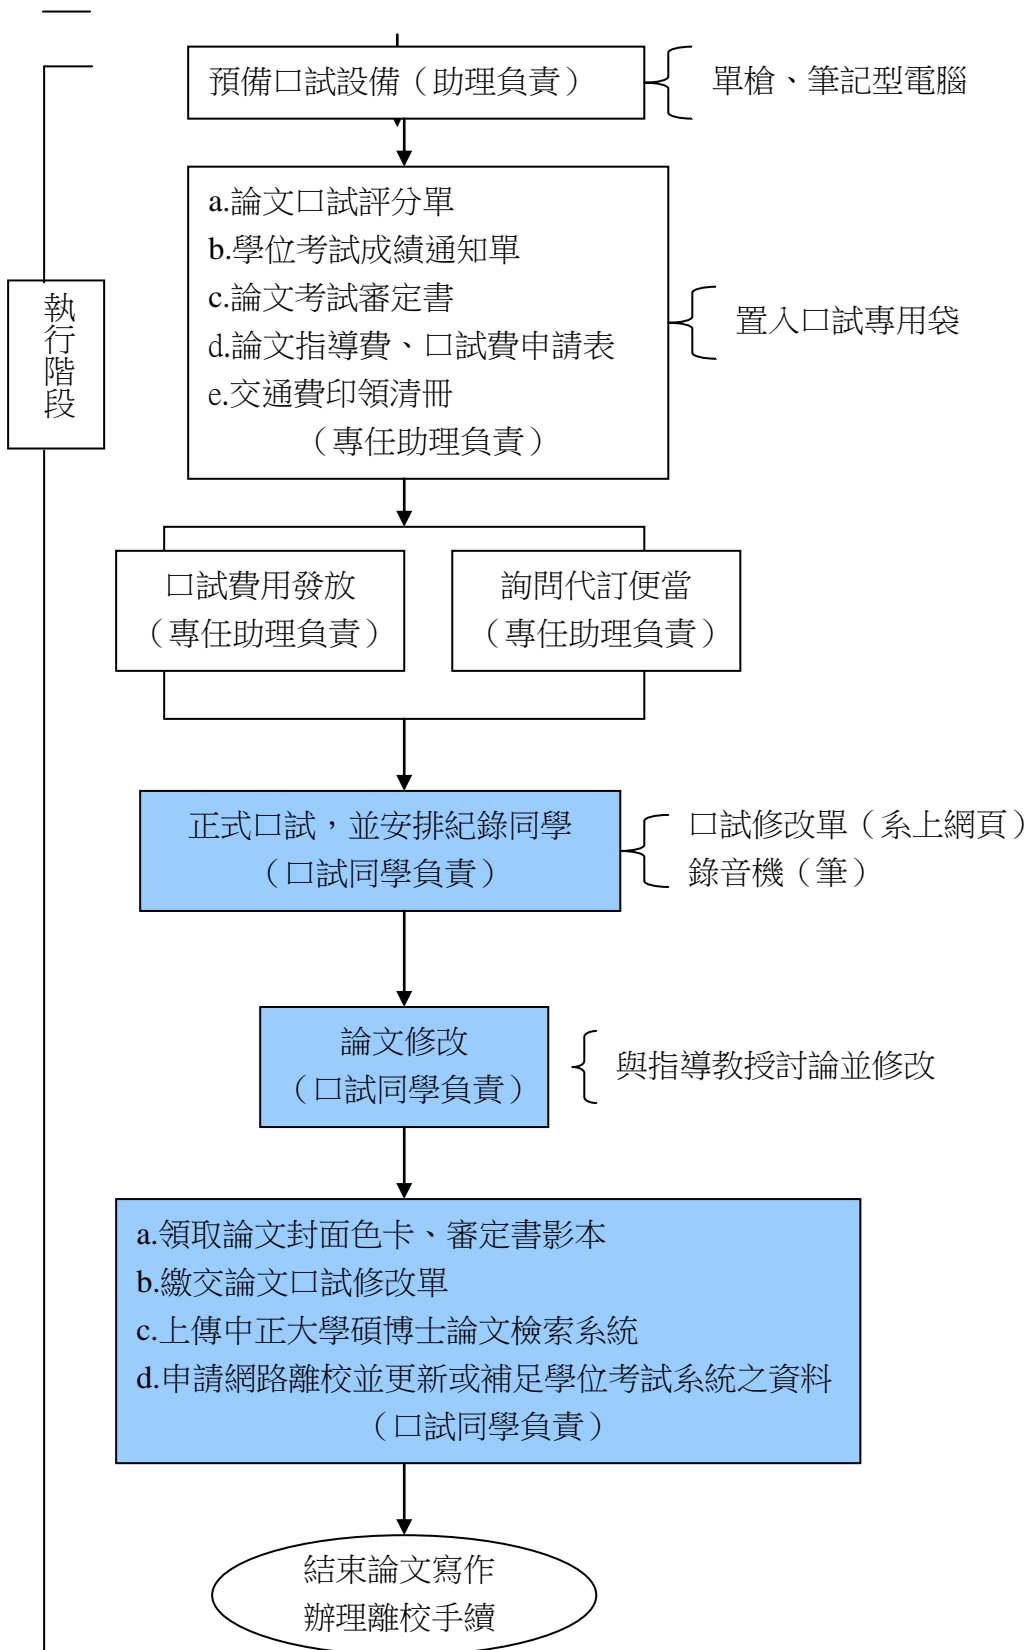 預備口試設備（助理負責）
單槍、筆記型電腦
a.論文口試評分單
b.學位考試成績通知單
c.論文考試審定書
d.論文指導費、口試費申請表
e.交通費印領清冊
（專任助理負責）
置入口試專用袋
執行階段
口試費用發放
（專任助理負責）
詢問代訂便當
（專任助理負責）
正式口試，並安排紀錄同學
（口試同學負責）
口試修改單（系上網頁）
錄音機（筆）
論文修改
（口試同學負責）
與指導教授討論並修改
a.領取論文封面色卡、審定書影本
b.繳交論文口試修改單
c.上傳中正大學碩博士論文檢索系統
d.申請網路離校並更新或補足學位考試系統之資料
（口試同學負責）
結束論文寫作
辦理離校手續